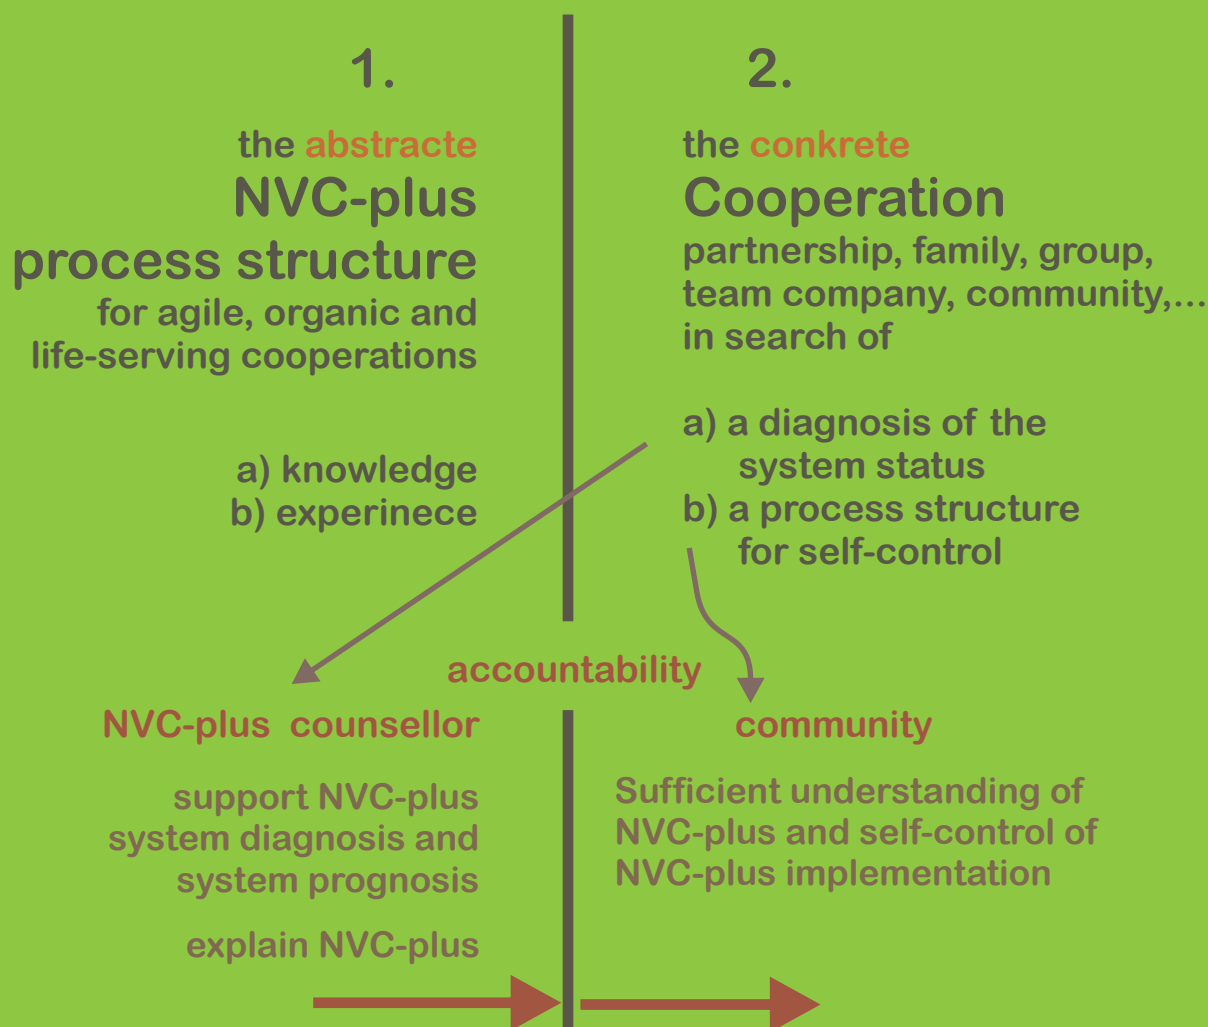 1.
the abstracte
NVC-plus
process structure
for agile, organic and
life-serving cooperations
a) knowledge
b) experinece
2.
the conkrete
Cooperation
partnership, family, group,
team company, community,...
in search of
a) a diagnosis of the
system status
b) a process structure
for self-control
accountability
NVC-plus counsellor
support NVC-plus
system diagnosis and
system prognosis
explain NVC-plus
community
Sufficient understanding of
NVC-plus and self-control of
NVC-plus implementation